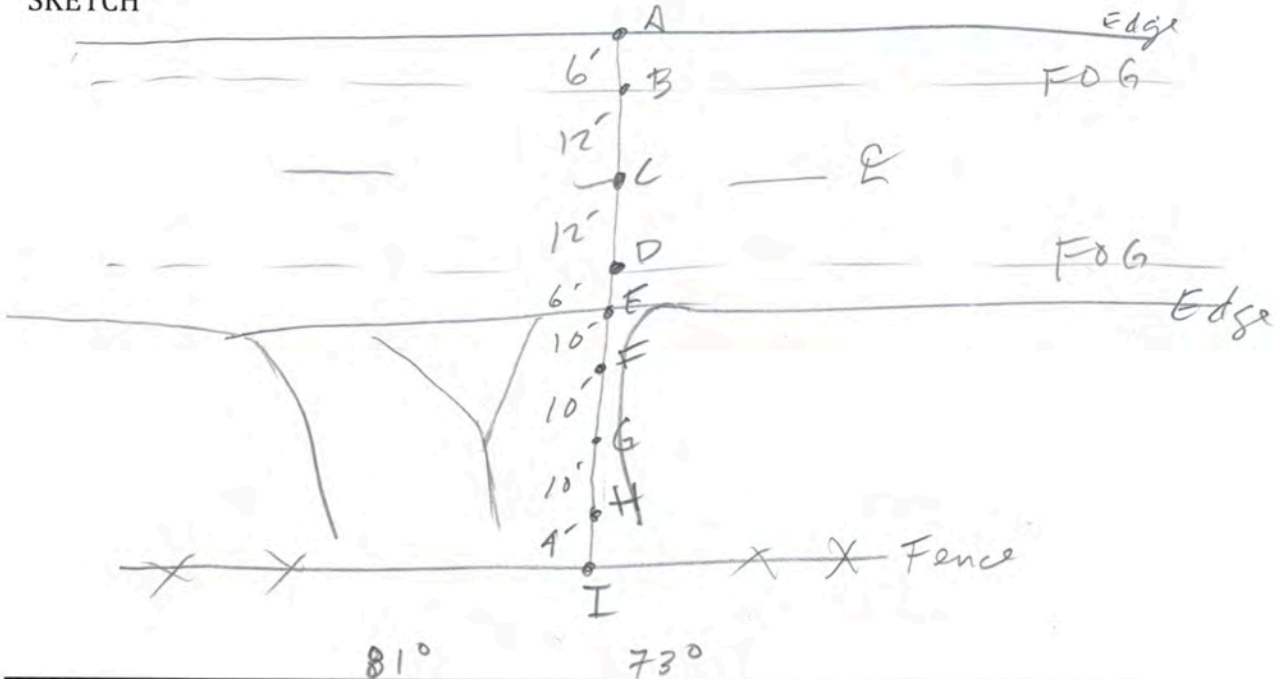 SKETCH
A Edge
6' B FOG
12'
C ℄
12'
D FOG
6' E Edge
10' F
10' G
10' H
4' Fence
I
81° 73°